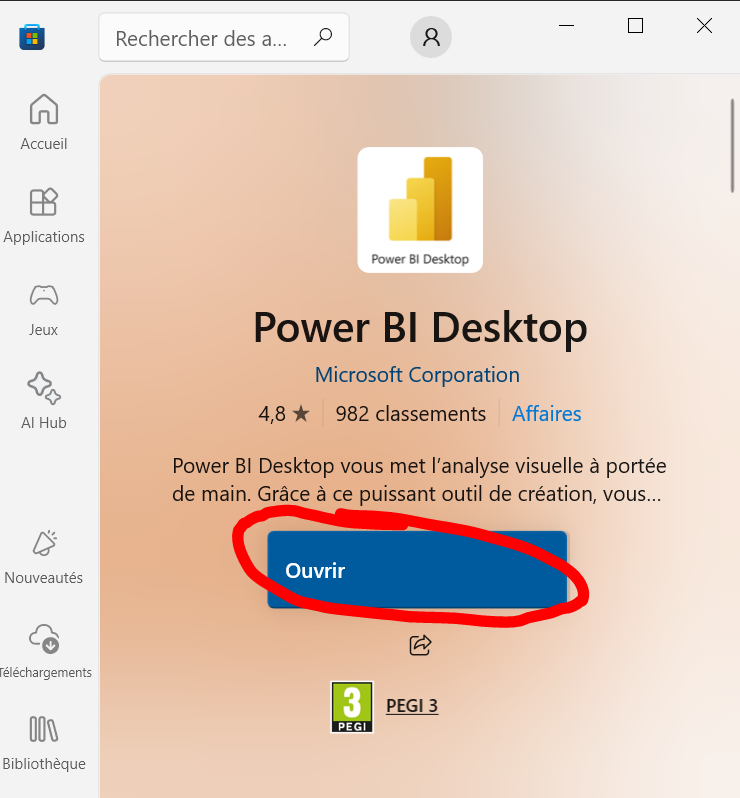 Rechercher des a...
Accueil
Applications
Jeux
AI Hub
Nouveautés
Téléchargements
Bibliothèque
Power BI Desktop
Power BI Desktop
Microsoft Corporation
4,8 ★ 982 classements Affaires
Power BI Desktop vous met l’analyse visuelle à portée
de main. Grâce à ce puissant outil de création, vous...
Ouvrir
3
PEGI
PEGI 3